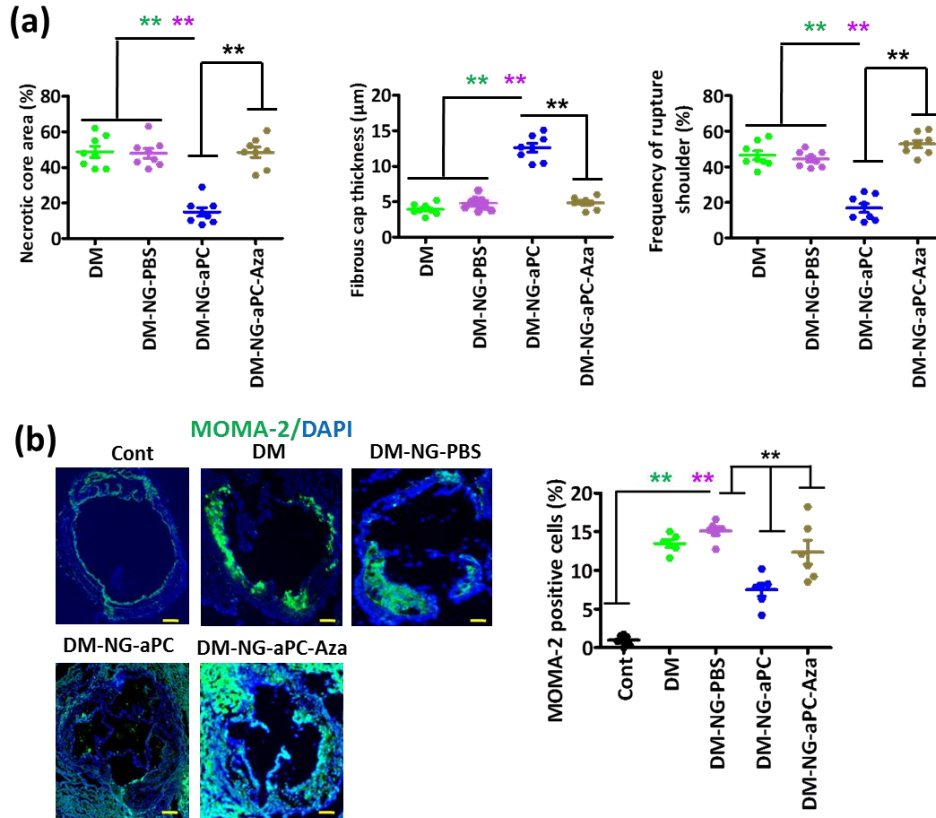 (a)
** **
**
Necrotic core area (%)
80
60
40
20
0
DM
DM-NG-PBS
DM-NG-aPC
DM-NG-aPC-Aza
** **
**
Fibrous cap thickness (µm)
20
15
10
5
0
DM
DM-NG-PBS
DM-NG-aPC
DM-NG-aPC-Aza
** **
**
Frequency of rupture
shoulder (%)
80
60
40
20
0
DM
DM-NG-PBS
DM-NG-aPC
DM-NG-aPC-Aza
(b)
MOMA-2/DAPI
Cont
DM
DM-NG-PBS
DM-NG-aPC
DM-NG-aPC-Aza
** **
**
MOMA-2 positive cells (%)
20
15
10
5
0
Cont
DM
DM-NG-PBS
DM-NG-aPC
DM-NG-aPC-Aza